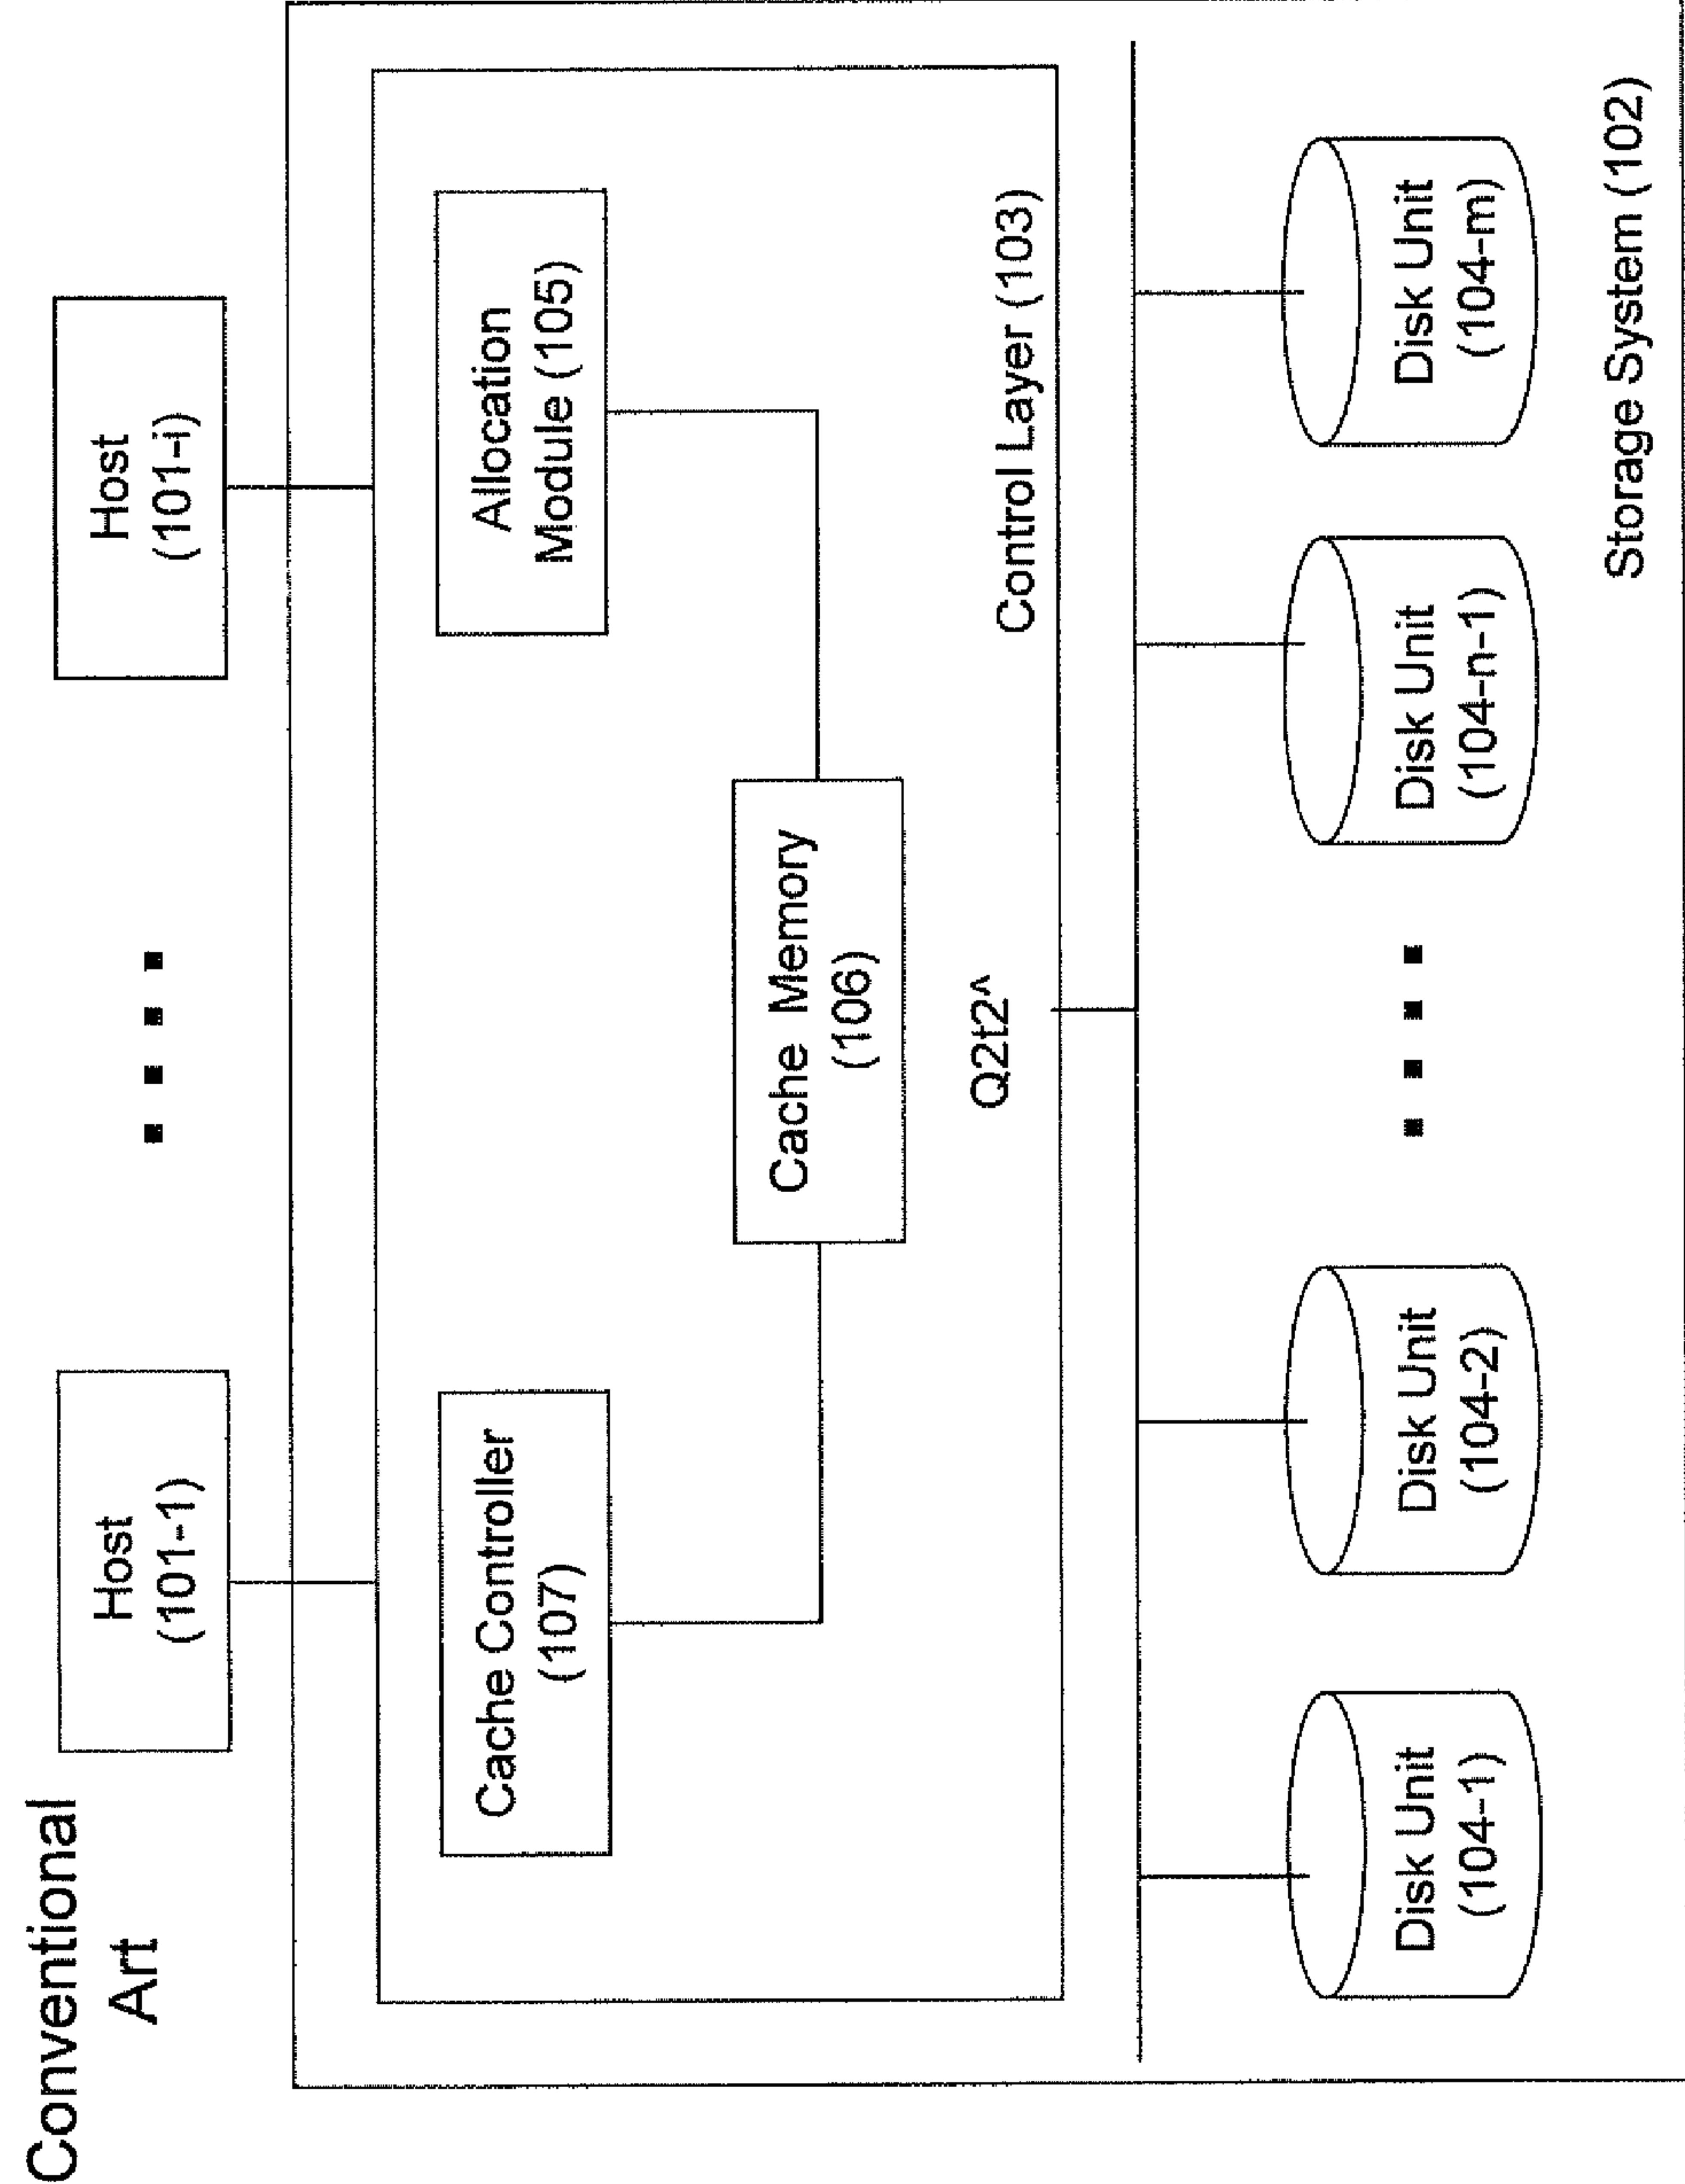 Conventional
Art
Host
(101-1)
Host
(101-i)
Cache Controller
(107)
Allocation
Module (105)
Cache Memory
(106)
Q2t2^
Control Layer (103)
Disk Unit
(104-1)
Disk Unit
(104-2)
Disk Unit
(104-n-1)
Disk Unit
(104-m)
Storage System (102)